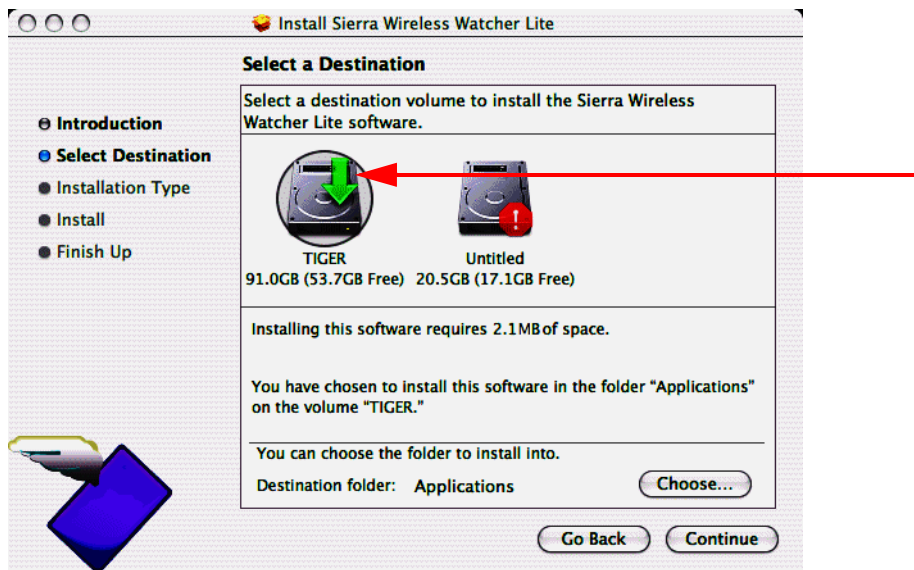 Install Sierra Wireless Watcher Lite
Select a Destination
Introduction
Select Destination
Installation Type
Install
Finish Up
Select a destination volume to install the Sierra Wireless
Watcher Lite software.
TIGER
91.0GB (53.7GB Free)
Untitled
20.5GB (17.1GB Free)
Installing this software requires 2.1MB of space.
You have chosen to install this software in the folder “Applications”
on the volume “TIGER.”
You can choose the folder to install into.
Destination folder: Applications
Choose...
Go Back
Continue